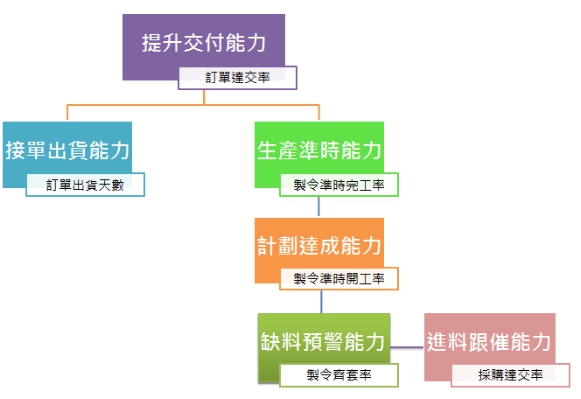 提升交付能力
訂單達交率
接單出貨能力
訂單出貨天數
生產準時能力
製令準時完工率
計劃達成能力
製令準時開工率
缺料預警能力
製令齊套率
進料跟催能力
採購達交率